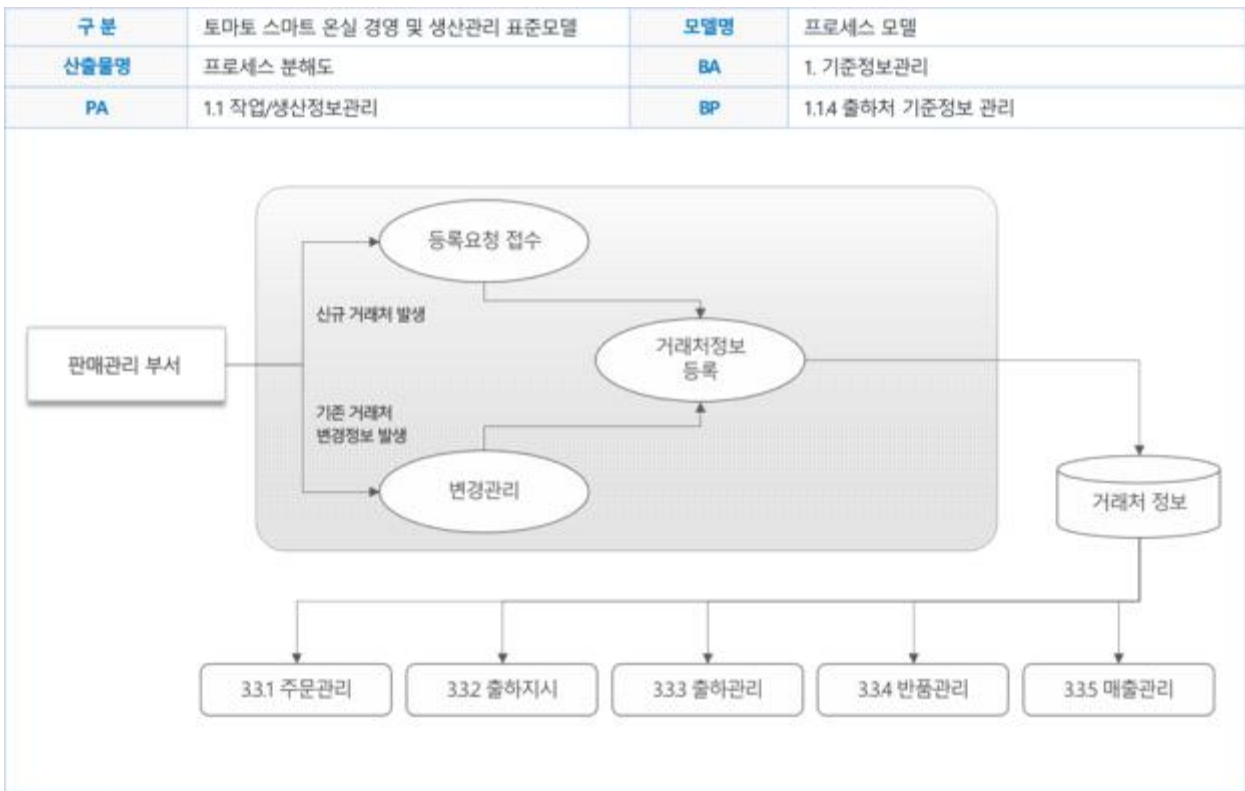 구 분 토마토 스마트 온실 경영 및 생산관리 표준모델 모델명 프로세스 모델
산출물명 프로세스 분해도 BA 1. 기준정보관리
PA 1.1 작업/생산정보관리 BP 1.1.4 출하처 기준정보 관리
등록요청 접수
신규 거래처 발생
판매관리 부서
거래처정보
등록
기존 거래처
변경정보 발생
변경관리
거래처 정보
3.3.1 주문관리
3.3.2 출하지시
3.3.3 출하관리
3.3.4 반품관리
3.3.5 매출관리